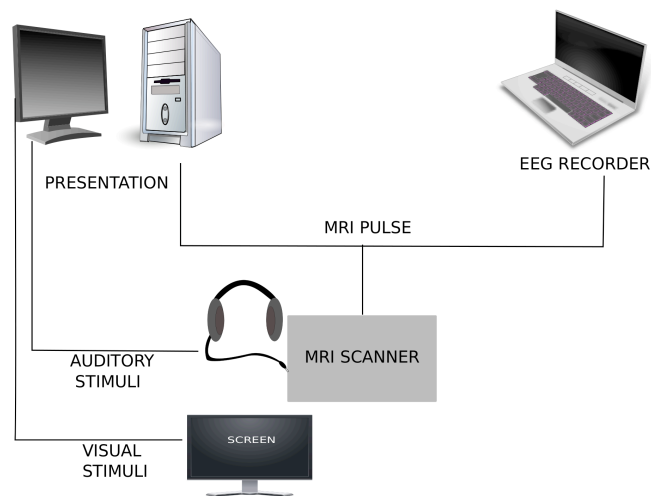 EEG RECORDER
PRESENTATION
MRI PULSE
MRI SCANNER
AUDITORY
STIMULI
SCREEN
VISUAL
STIMULI